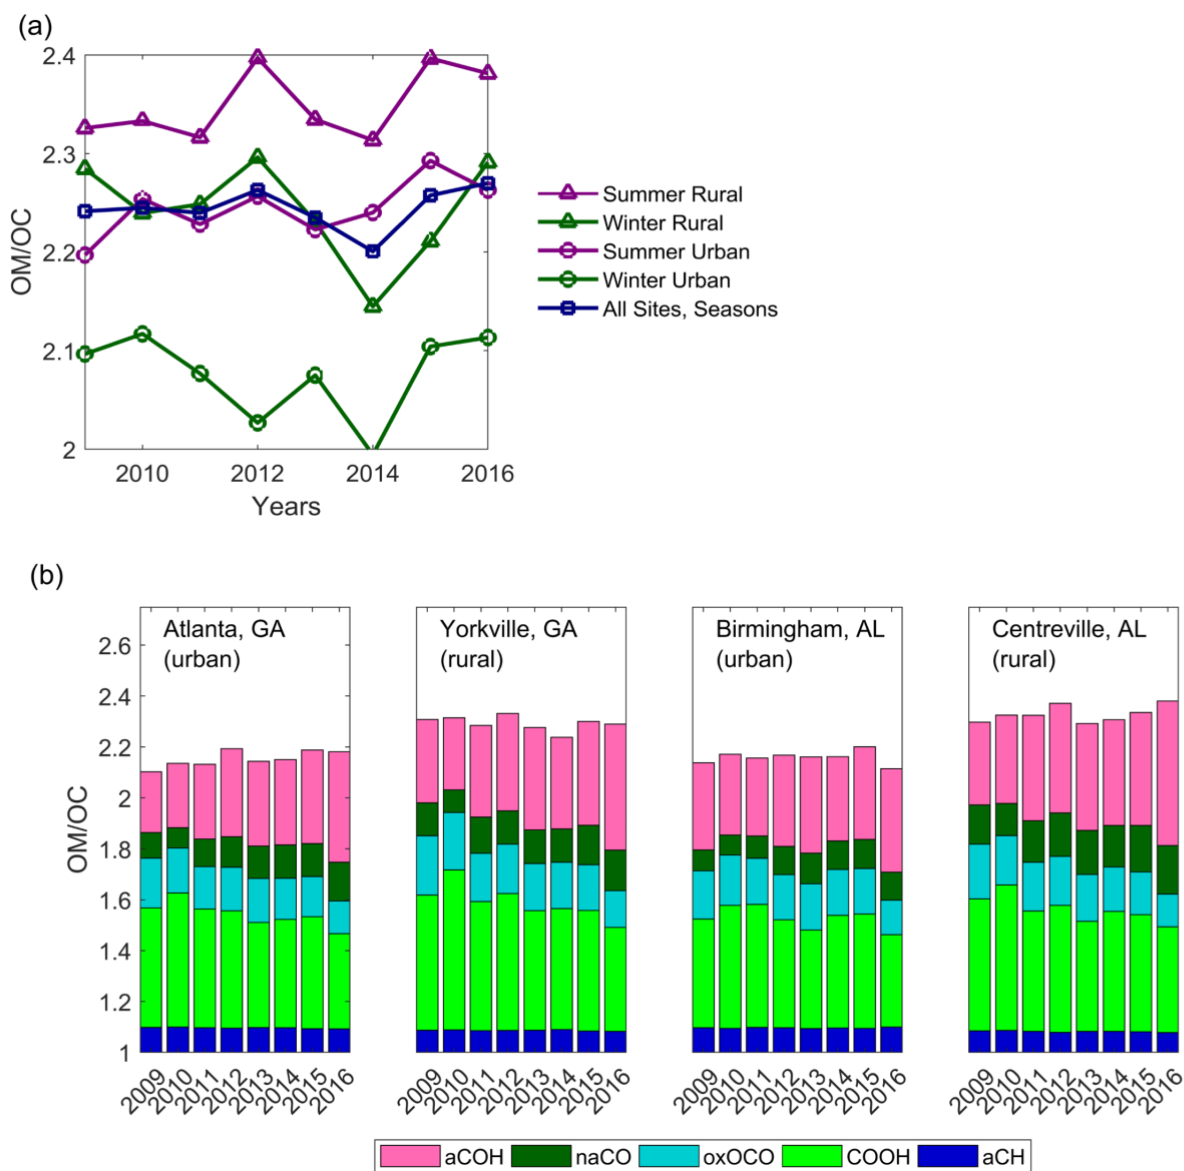 (a)
2.4
2.3
2.2
2.1
2
OM/OC
2010 2012 2014 2016
Years
Summer Rural
Winter Rural
Summer Urban
Winter Urban
All Sites, Seasons
(b)
2.6
2.4
2.2
2
1.8
1.6
1.4
1.2
1
OM/OC
Atlanta, GA
(urban)
2009 2010 2011 2012 2013 2014 2015 2016
Yorkville, GA
(rural)
2009 2010 2011 2012 2013 2014 2015 2016
Birmingham, AL
(urban)
2009 2010 2011 2012 2013 2014 2015 2016
Centreville, AL
(rural)
2009 2010 2011 2012 2013 2014 2015 2016
aCOH naCO oxOCO COOH aCH